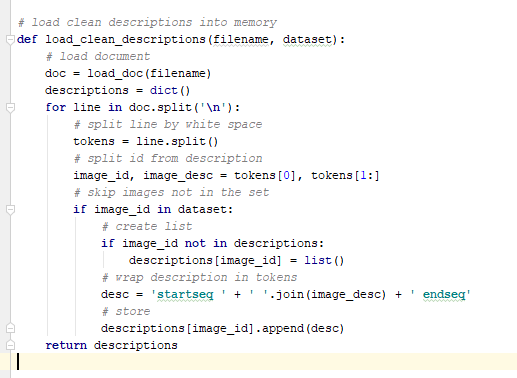 # load clean descriptions into memory
def load_clean_descriptions(filename, dataset):
    # load document
    doc = load_doc(filename)
    descriptions = dict()
    for line in doc.split('\n'):
        # split line by white space
        tokens = line.split()
        # split id from description
        image_id, image_desc = tokens[0], tokens[1:]
        # skip images not in the set
        if image_id in dataset:
            # create list
            if image_id not in descriptions:
                descriptions[image_id] = list()
            # wrap description in tokens
            desc = 'startseq ' + ' '.join(image_desc) + ' endseq'
            # store
            descriptions[image_id].append(desc)
    return descriptions